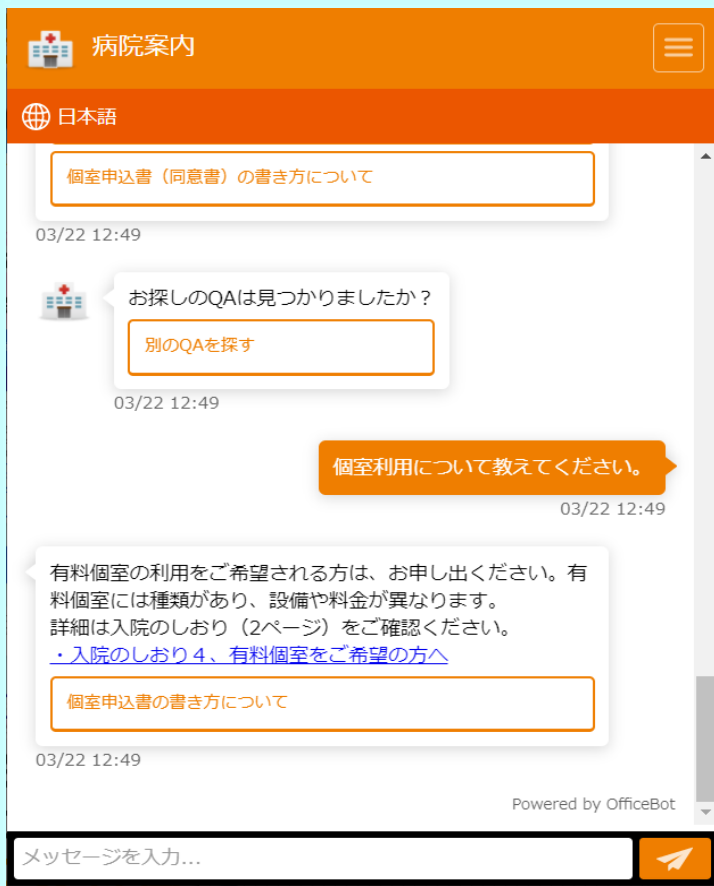 病院案内
日本語
個室申込書（同意書）の書き方について
03/22 12:49
お探しのQAは見つかりましたか？
別のQAを探す
03/22 12:49
個室利用について教えてください。
03/22 12:49
有料個室の利用をご希望される方は、お申し出ください。有
料個室には種類があり、設備や料金が異なります。
詳細は入院のしおり（2ページ）をご確認ください。
・入院のしおり４、有料個室をご希望の方へ
個室申込書の書き方について
03/22 12:49
Powered by OfficeBot
メッセージを入力...